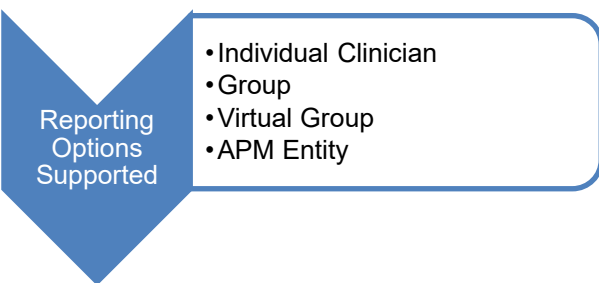 Reporting
Options
Supported
•Individual Clinician
•Group
•Virtual Group
•APM Entity